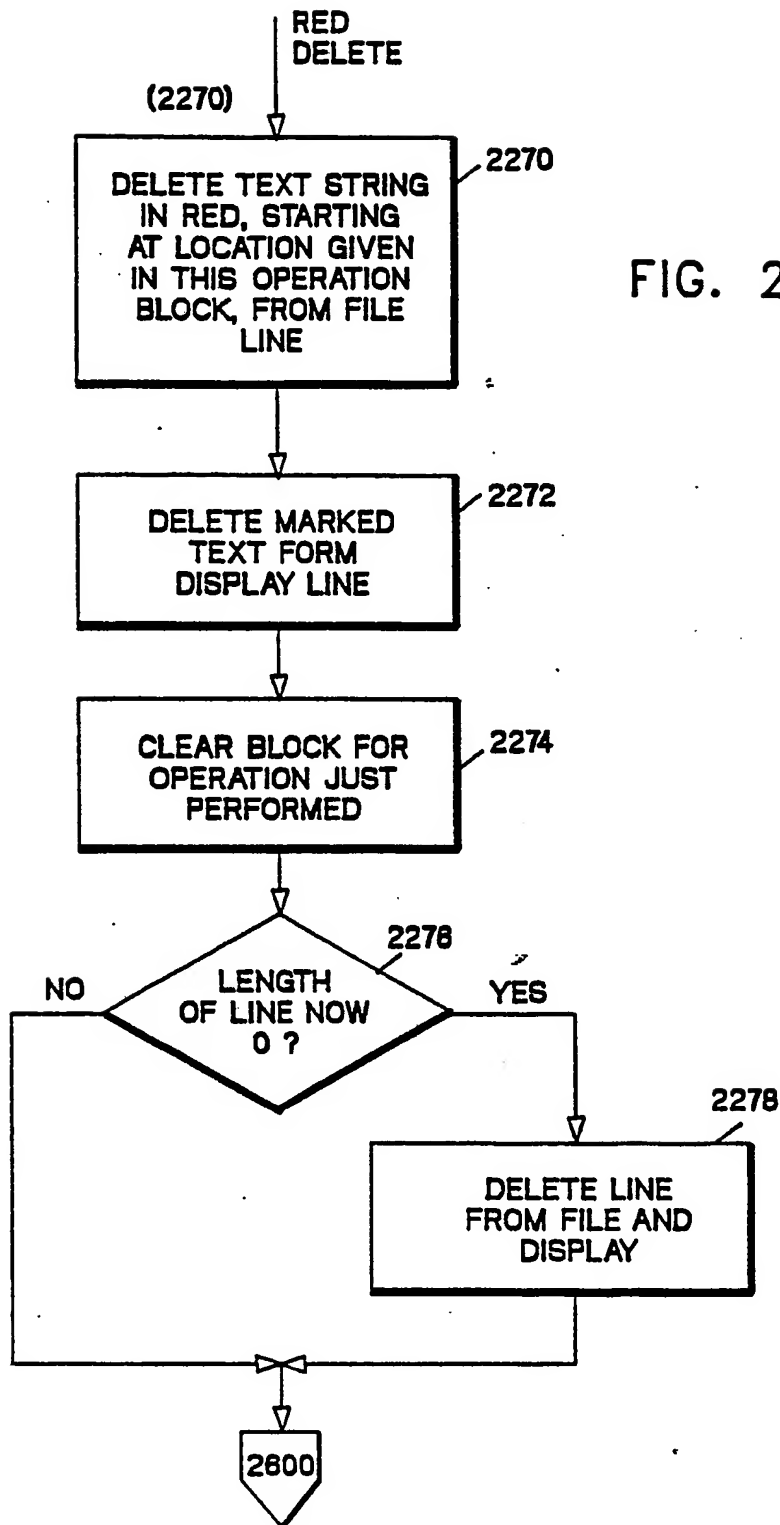 RED
DELETE
(2270)
2270
DELETE TEXT STRING
IN RED, STARTING
AT LOCATION GIVEN
IN THIS OPERATION
BLOCK, FROM FILE
LINE
FIG. 2
2272
DELETE MARKED
TEXT FORM
DISPLAY LINE
2274
CLEAR BLOCK FOR
OPERATION JUST
PERFORMED
2276
LENGTH
OF LINE NOW
0 ?
NO
YES
2278
DELETE LINE
FROM FILE AND
DISPLAY
2600